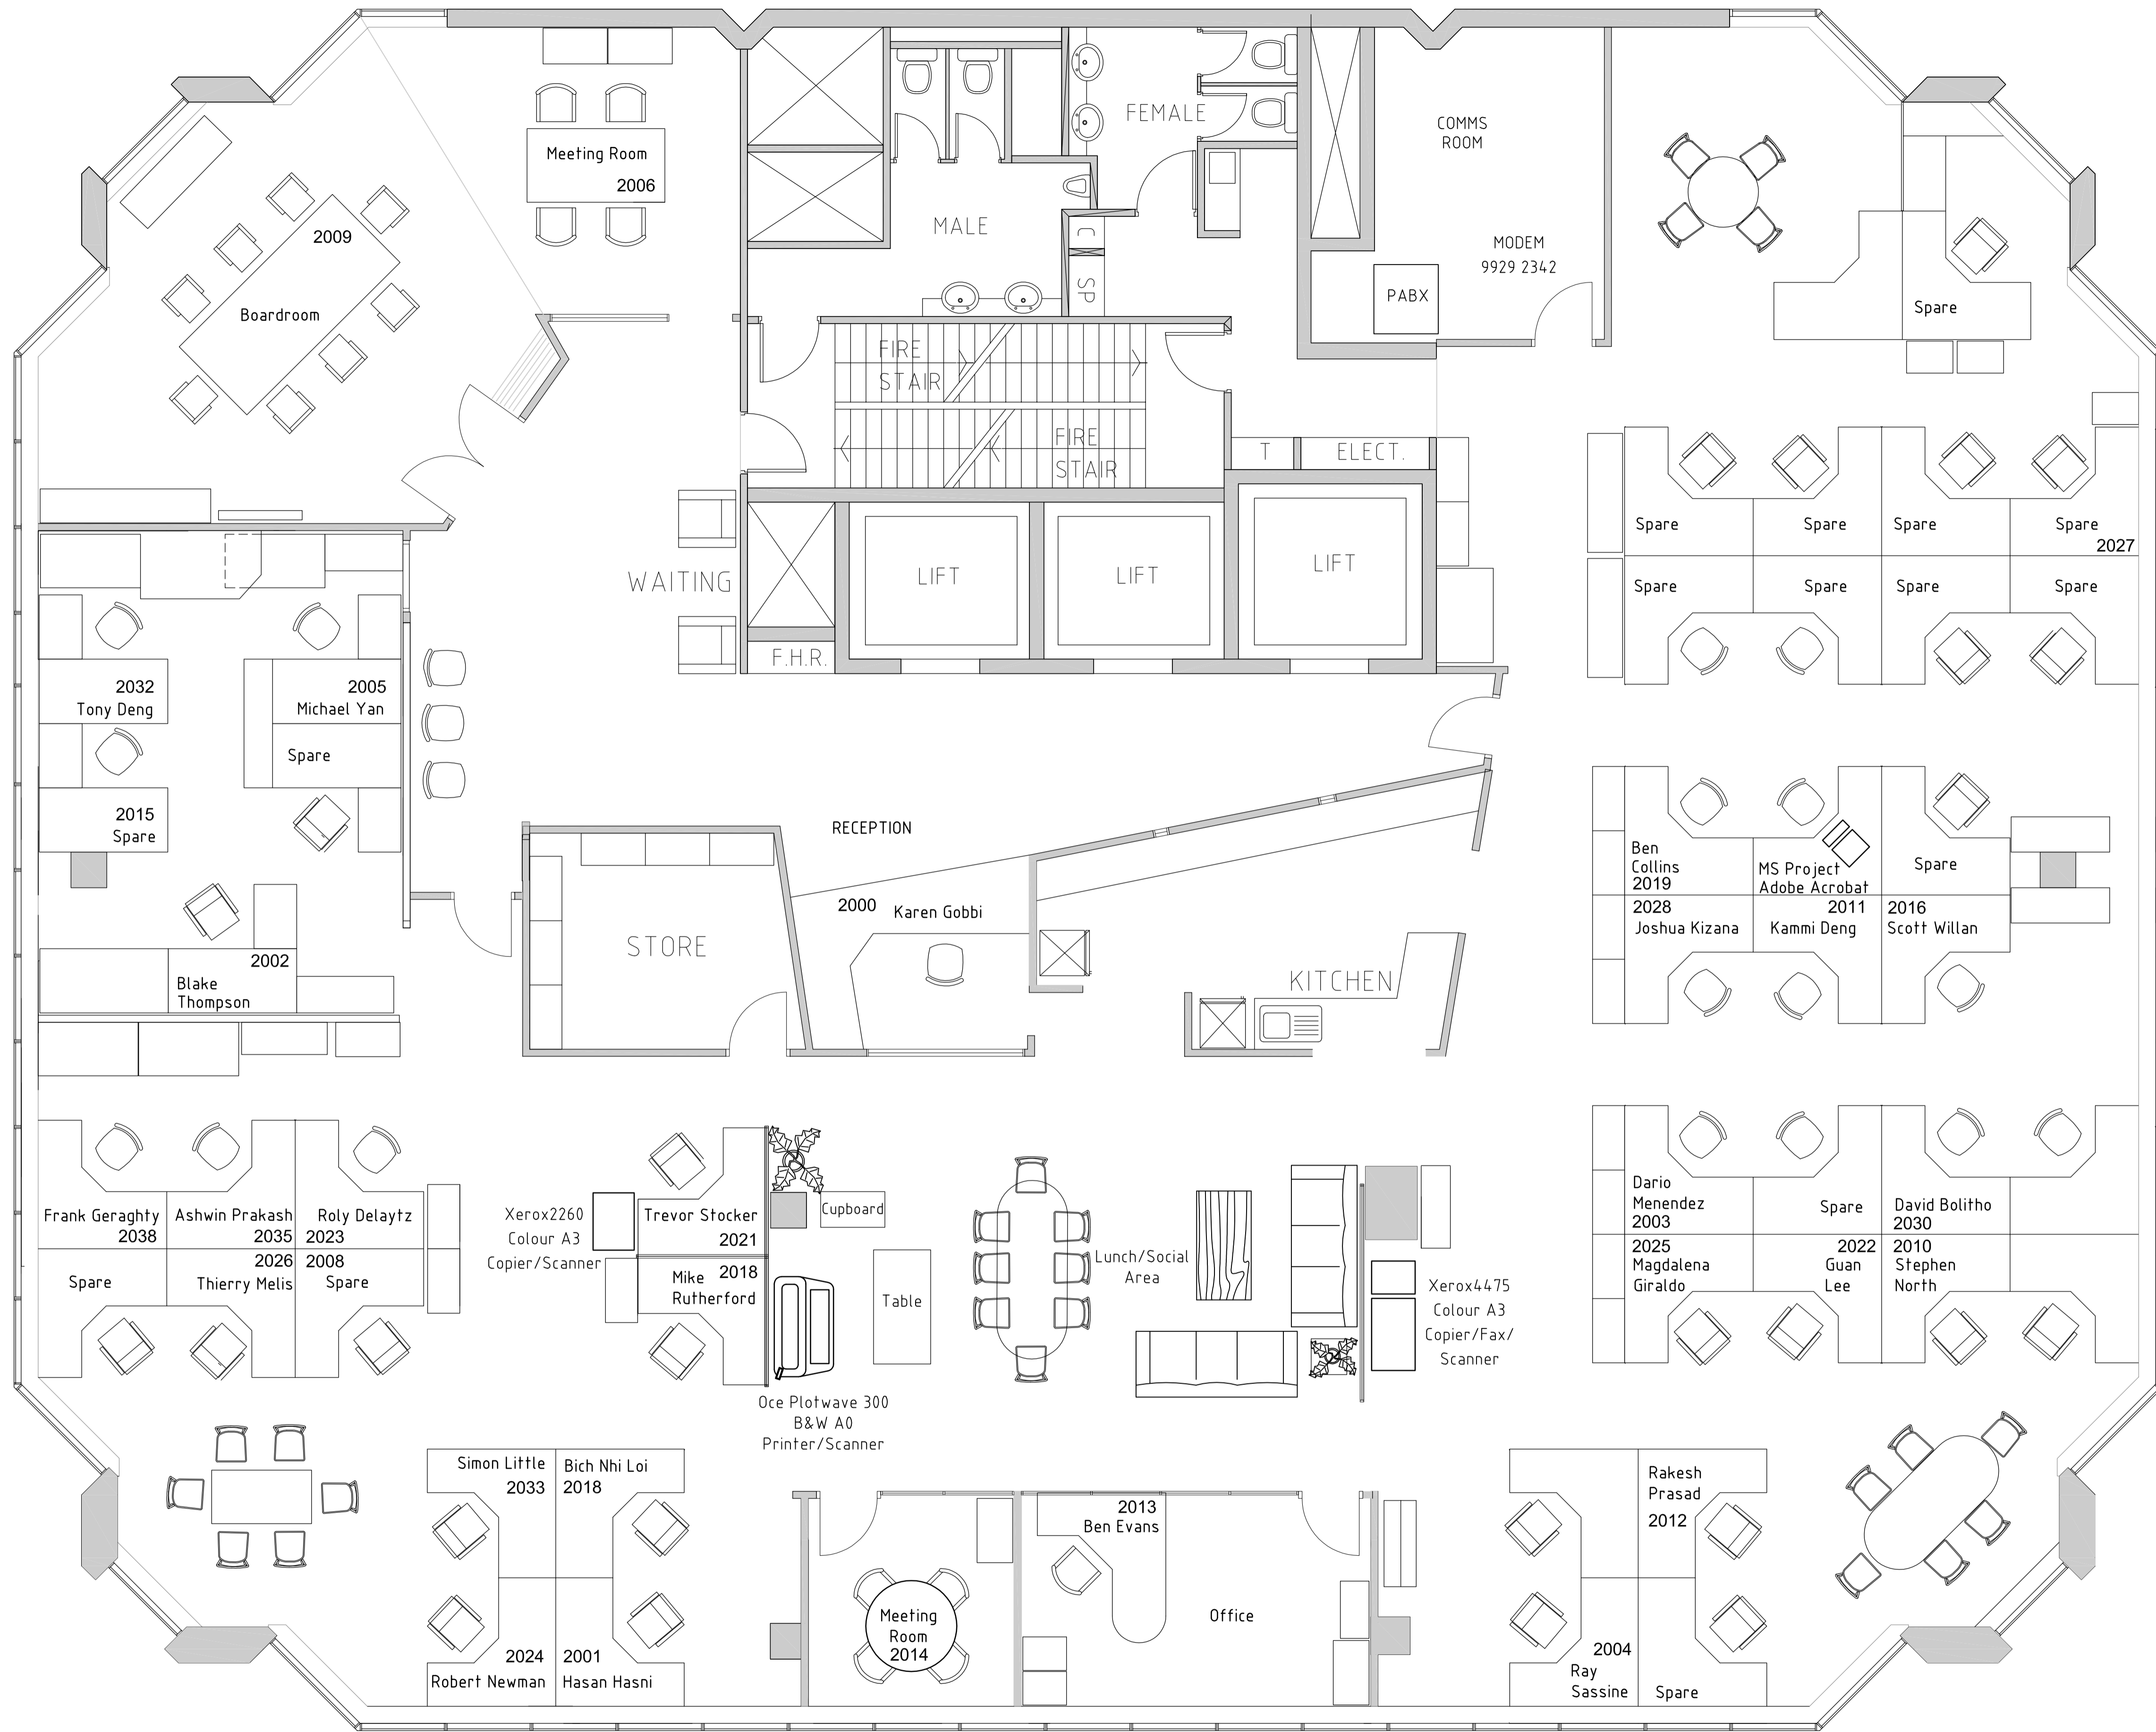 Meeting Room
2006
2009
Boardroom
FEMALE
MALE
C
SP
COMMS
ROOM
MODEM
9929 2342
PABX
Spare
FIRE
STAIR
FIRE
STAIR
T
ELECT.
WAITING
LIFT
LIFT
LIFT
F.H.R.
Spare
Spare
Spare
Spare
2027
Spare
Spare
Spare
Spare
2032
Tony Deng
2005
Michael Yan
Spare
2015
Spare
2002
Blake
Thompson
RECEPTION
STORE
2000
Karen Gobbi
KITCHEN
Ben
Collins
2019
MS Project
Adobe Acrobat
Spare
2028
Joshua Kizana
2011
Kammi Deng
2016
Scott Willan
Frank Geraghty
2038
Ashwin Prakash
2035
Roly Delaytz
2023
Spare
2026
Thierry Melis
2008
Spare
Xerox2260
Colour A3
Copier/Scanner
Trevor Stocker
2021
Mike
2018
Rutherford
Cupboard
Table
Oce Plotwave 300
B&W A0
Printer/Scanner
Lunch/Social
Area
Xerox4475
Colour A3
Copier/Fax/
Scanner
Dario
Menendez
2003
Spare
David Bolitho
2030
2025
Magdalena
Giraldo
2022
Guan
Lee
2010
Stephen
North
Simon Little
2033
Bich Nhi Loi
2018
2024
Robert Newman
2001
Hasan Hasni
Meeting
Room
2014
2013
Ben Evans
Office
Rakesh
Prasad
2012
2004
Ray
Sassine
Spare